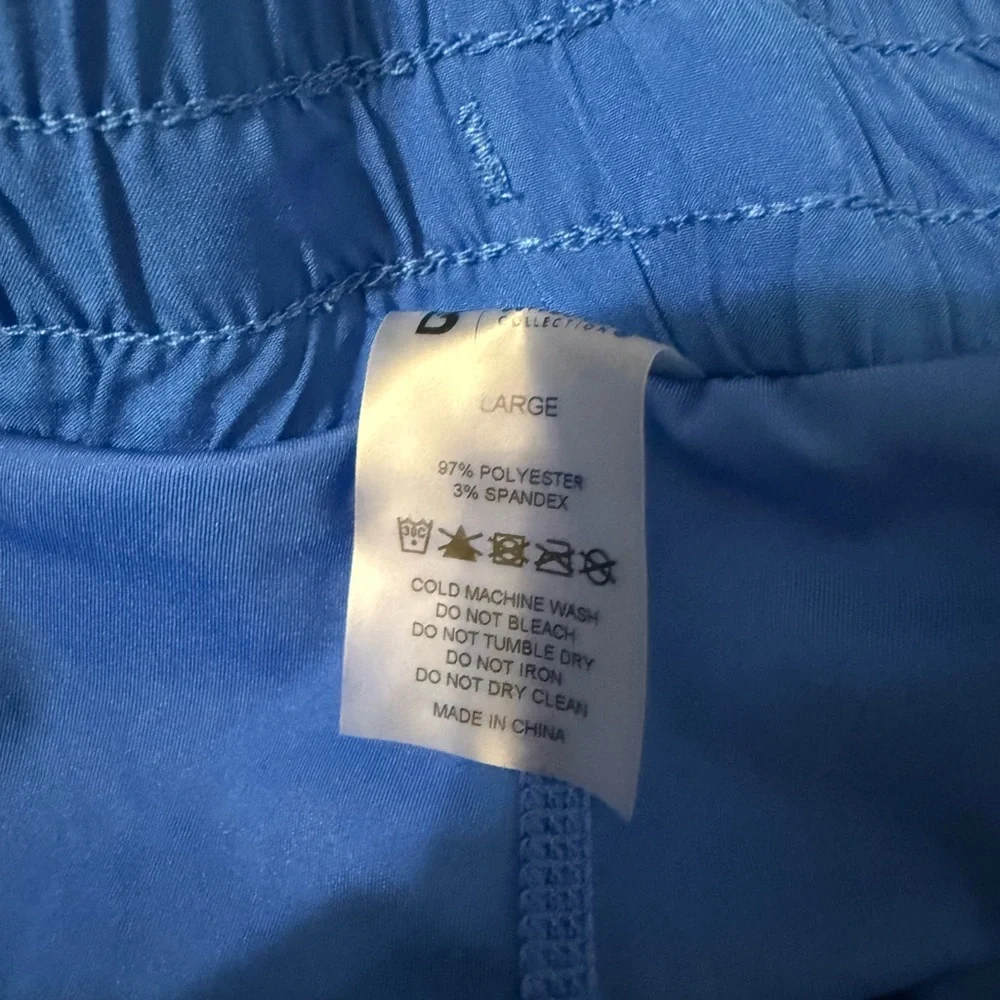 COLLECTION
LARGE
97% POLYESTER
3% SPANDEX
30C
COLD MACHINE WASH
DO NOT BLEACH
DO NOT TUMBLE DRY
DO NOT IRON
DO NOT DRY CLEAN
MADE IN CHINA